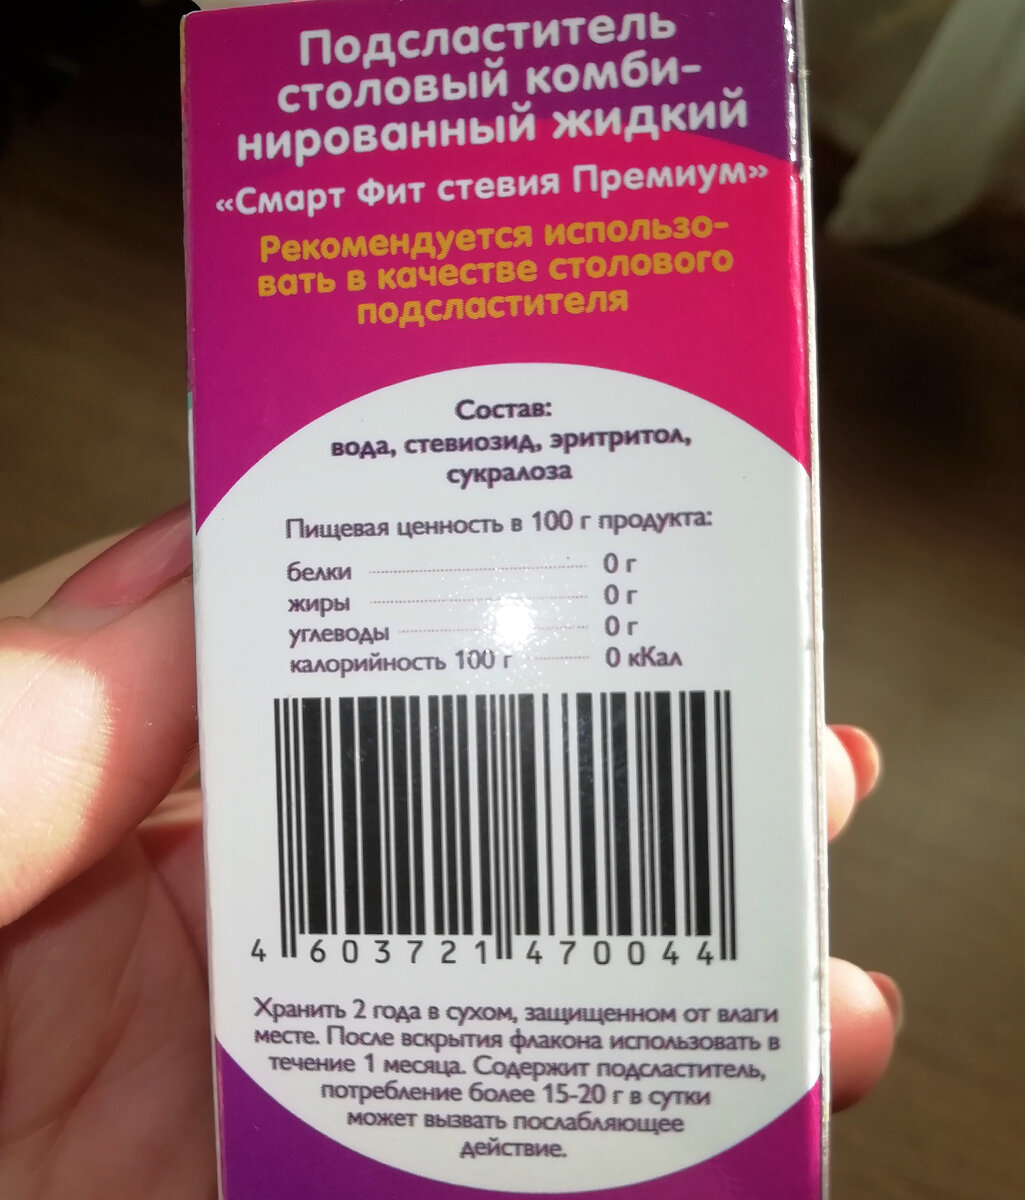 Подсластитель
столовый комби-
нированный жидкий
«Смарт Фит стевия Премиум»
Рекомендуется использо-
вать в качестве столового
подсластителя
Состав:
вода, стевиозид, эритритол,
сукралоза
Пищевая ценность в 100 г продукта:
белки 0 г
жиры 0 г
углеводы 0 г
калорийность 100 г 0 кКал
4 603721 470044
Хранить 2 года в сухом, защищенном от влаги
месте. После вскрытия флакона использовать в
течение 1 месяца. Содержит подсластитель,
потребление более 15-20 г в сутки
может вызвать послабляющее
действие.